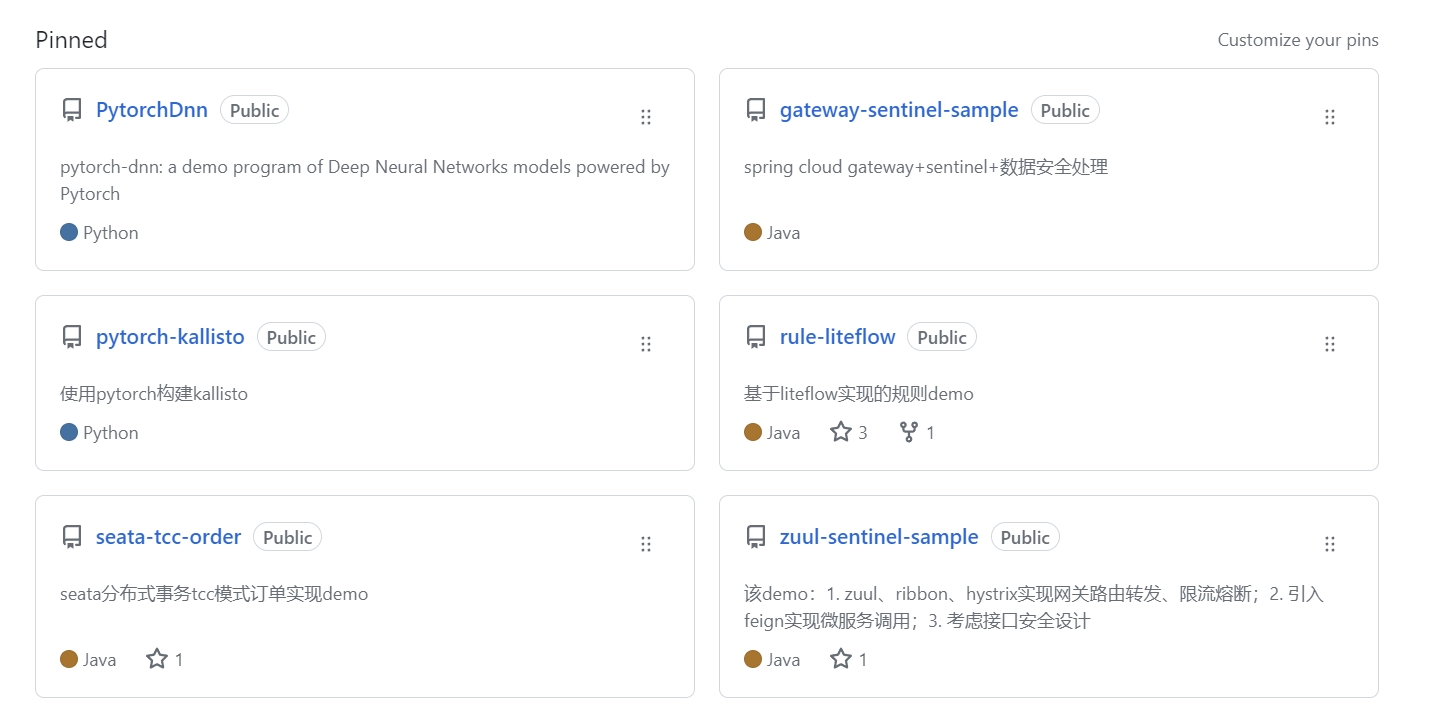 Pinned
Customize your pins
PytorchDnn Public
pytorch-dnn: a demo program of Deep Neural Networks models powered by
Pytorch
Python
gateway-sentinel-sample Public
spring cloud gateway+sentinel+数据安全处理
Java
pytorch-kallisto Public
使用pytorch构建kallisto
Python
rule-liteflow Public
基于liteflow实现的规则demo
Java 3 1
seata-tcc-order Public
seata分布式事务tcc模式订单实现demo
Java 1
zuul-sentinel-sample Public
该demo：1. zuul、ribbon、hystrix实现网关路由转发、限流熔断；2. 引入
feign实现微服务调用；3. 考虑接口安全设计
Java 1